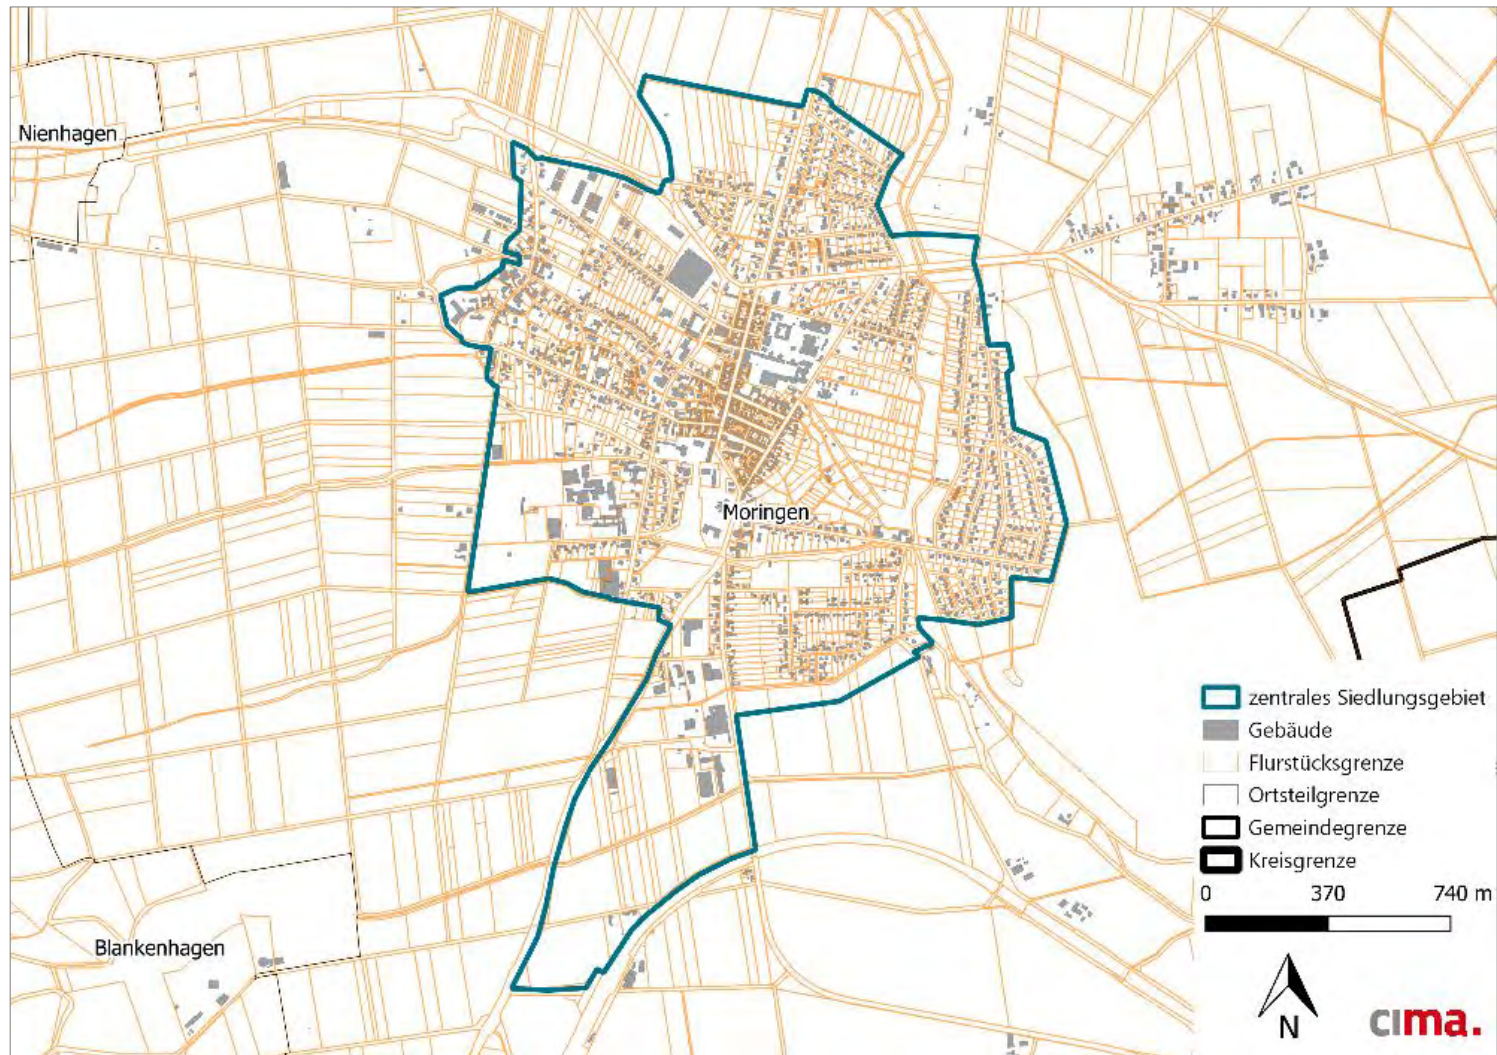 Nienhagen
Moringen
Blankenhagen
zentrales Siedlungsgebiet
Gebäude
Flurstücksgrenze
Ortsteilgrenze
Gemeindegrenze
Kreisgrenze
0 370 740 m
N
cima.